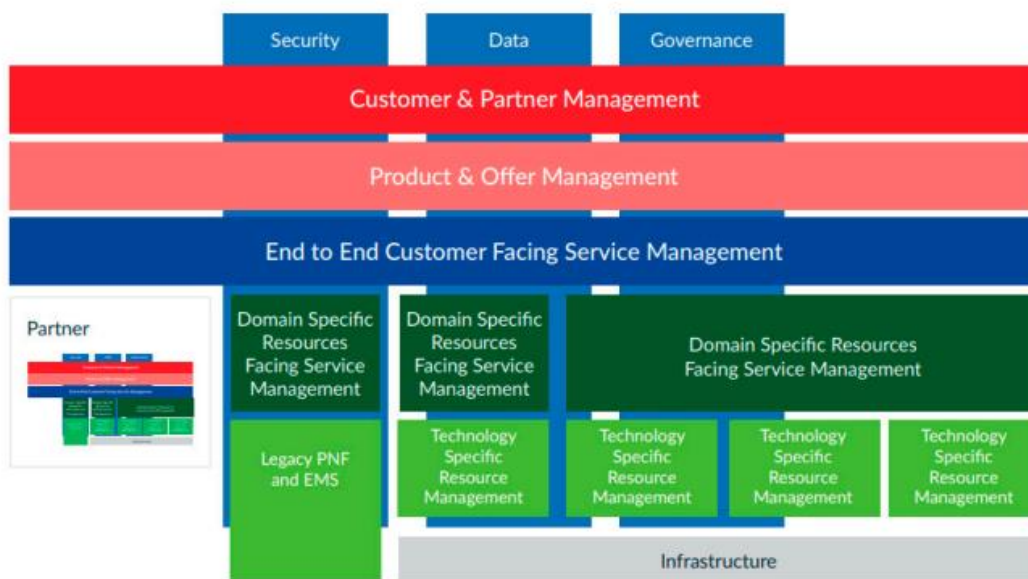 Security
Data
Governance
Customer & Partner Management
Product & Offer Management
End to End Customer Facing Service Management
Partner
Domain Specific
Resources
Facing Service
Management
Domain Specific
Resources
Facing Service
Management
Domain Specific Resources
Facing Service Management
Legacy PNF
and EMS
Technology
Specific
Resource
Management
Technology
Specific
Resource
Management
Technology
Specific
Resource
Management
Technology
Specific
Resource
Management
Infrastructure